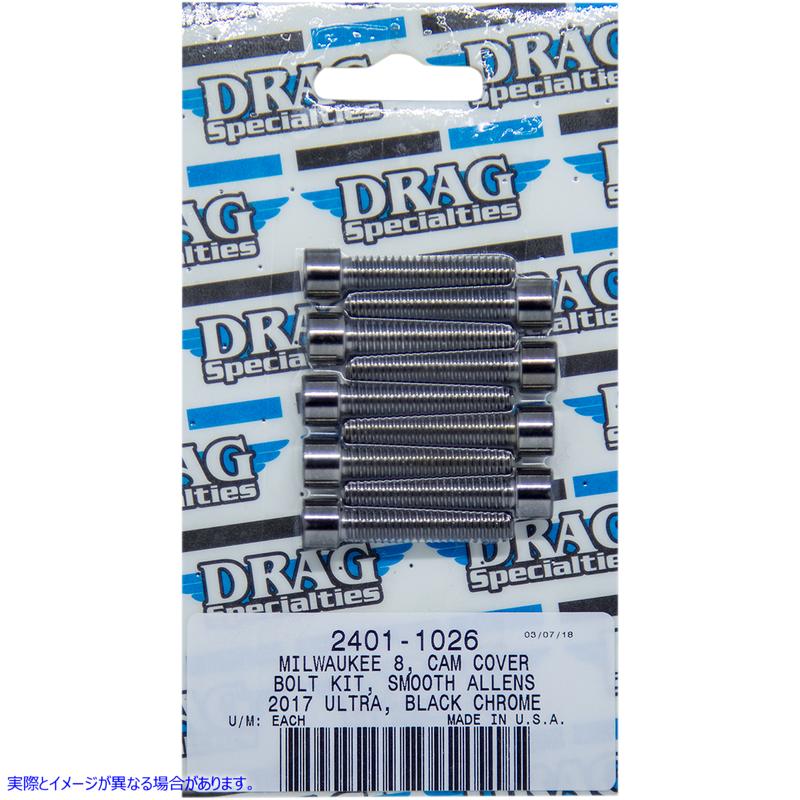 DRAG
Specialties
DRAG
Specialties
DRAG
Specialties
DRAG
Specialties
DRAG
Specialties
DRAG
Specialties
DRAG
Specialties
2401-1026
03/07/18
MILWAUKEE 8, CAM COVER
BOLT KIT, SMOOTH ALLENS
2017 ULTRA, BLACK CHROME
U/M: EACH
MADE IN U.S.A.
実際とイメージが異なる場合があります。